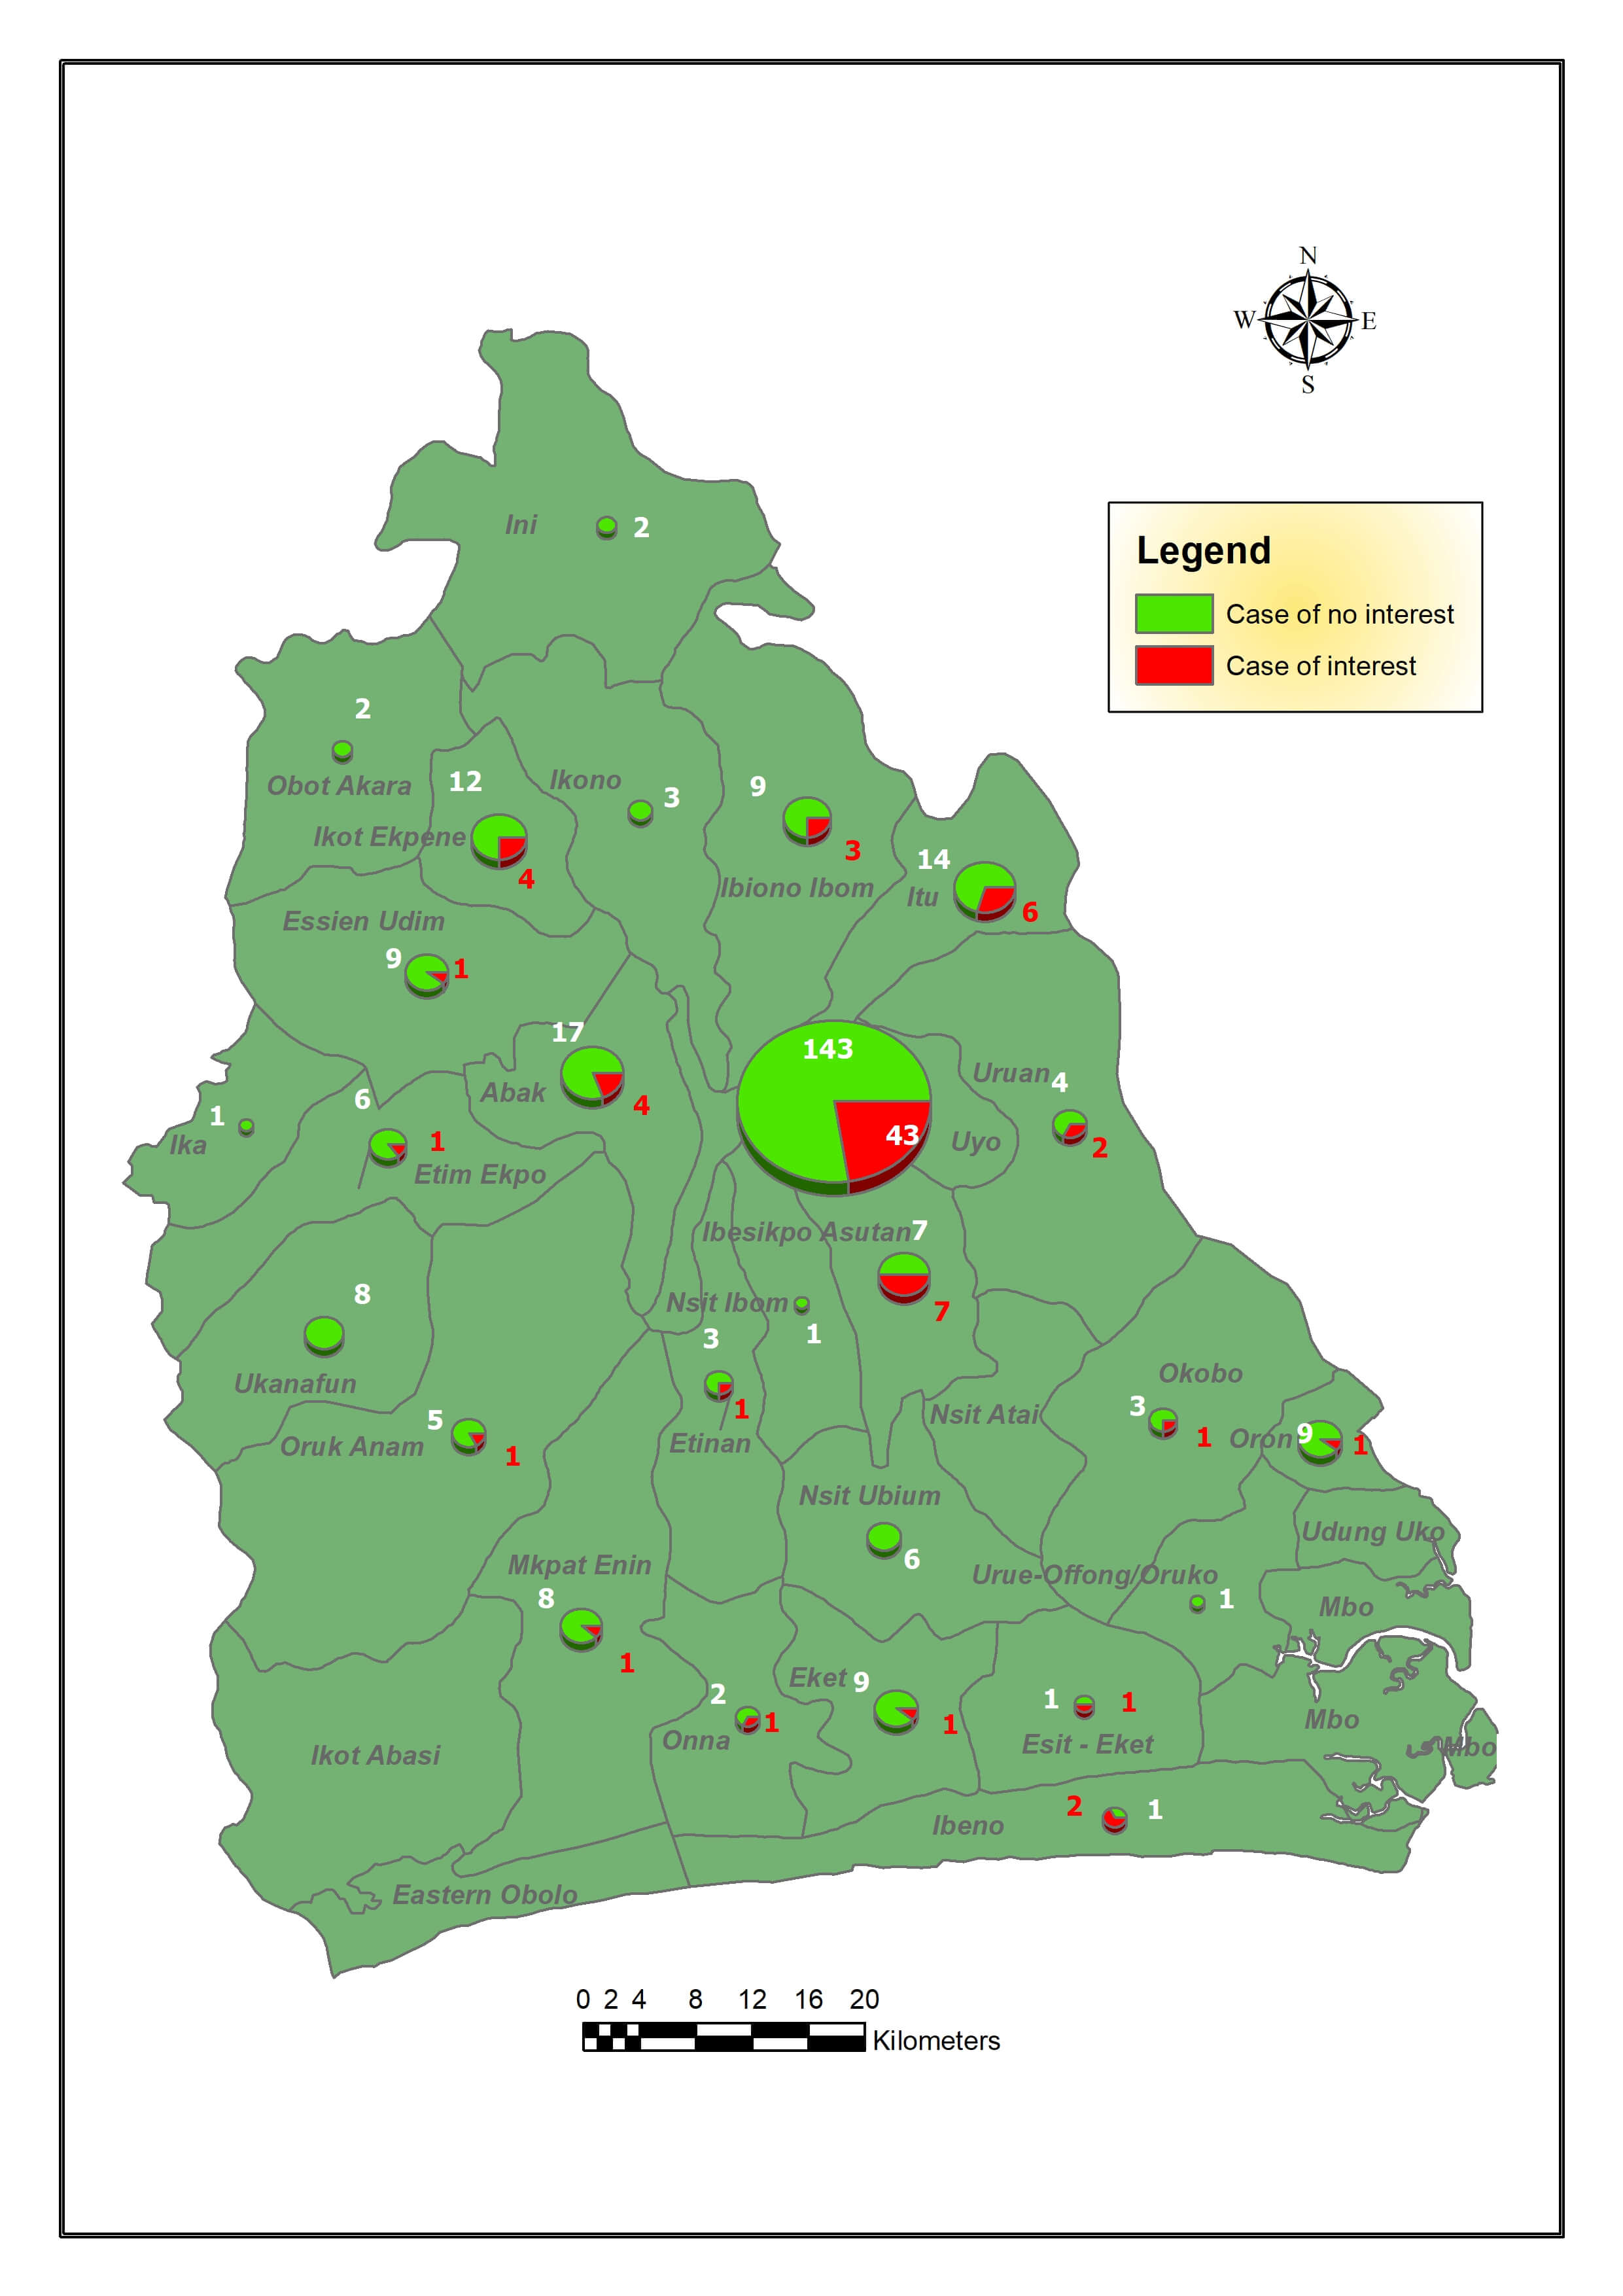 N
W
E
S
Legend
Case of no interest
Case of interest
Ini
2
2
Obot Akara
12
Ikot Ekpene
4
Ikono
3
9
3
Ibiono Ibom
14
Itu
6
Essien Udim
9
1
17
Abak
4
143
43
Uyo
Uruan
4
2
1
Ika
6
1
Etim Ekpo
Ibesikpo Asutan
7
7
Nsit Ibom
1
8
Ukanafun
3
1
Etinan
5
Oruk Anam
1
Nsit Atai
Okobo
3
1
Oron
9
1
Nsit Ubium
6
Udung Uko
Urue-Offong/Oruko
1
Mbo
Mkpat Enin
8
1
Eket
9
1
2
1
Onna
1
1
Esit - Eket
Mbo
Mbo
Ikot Abasi
2
1
Ibeno
Eastern Obolo
0 2 4 8 12 16 20
Kilometers